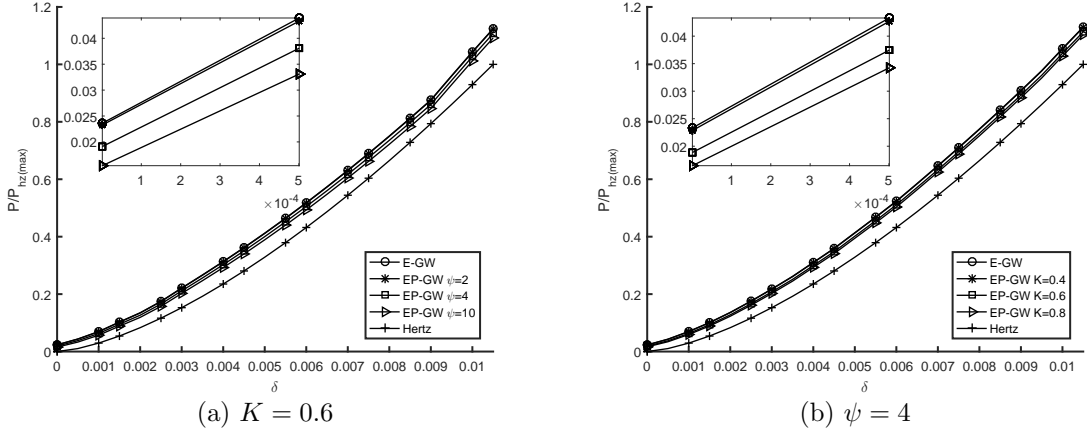 P/P_hz(max)
1.2
1
0.8
0.6
0.4
0.2
0
0.04
0.035
0.03
0.025
0.02
1 2 3 4 5
×10^-4
E-GW
EP-GW ψ=2
EP-GW ψ=4
EP-GW ψ=10
Hertz
0 0.001 0.002 0.003 0.004 0.005 0.006 0.007 0.008 0.009 0.01
δ
(a) K = 0.6
P/P_hz(max)
1.2
1
0.8
0.6
0.4
0.2
0
0.04
0.035
0.03
0.025
0.02
1 2 3 4 5
×10^-4
E-GW
EP-GW K=0.4
EP-GW K=0.6
EP-GW K=0.8
Hertz
0 0.001 0.002 0.003 0.004 0.005 0.006 0.007 0.008 0.009 0.01
δ
(b) ψ = 4